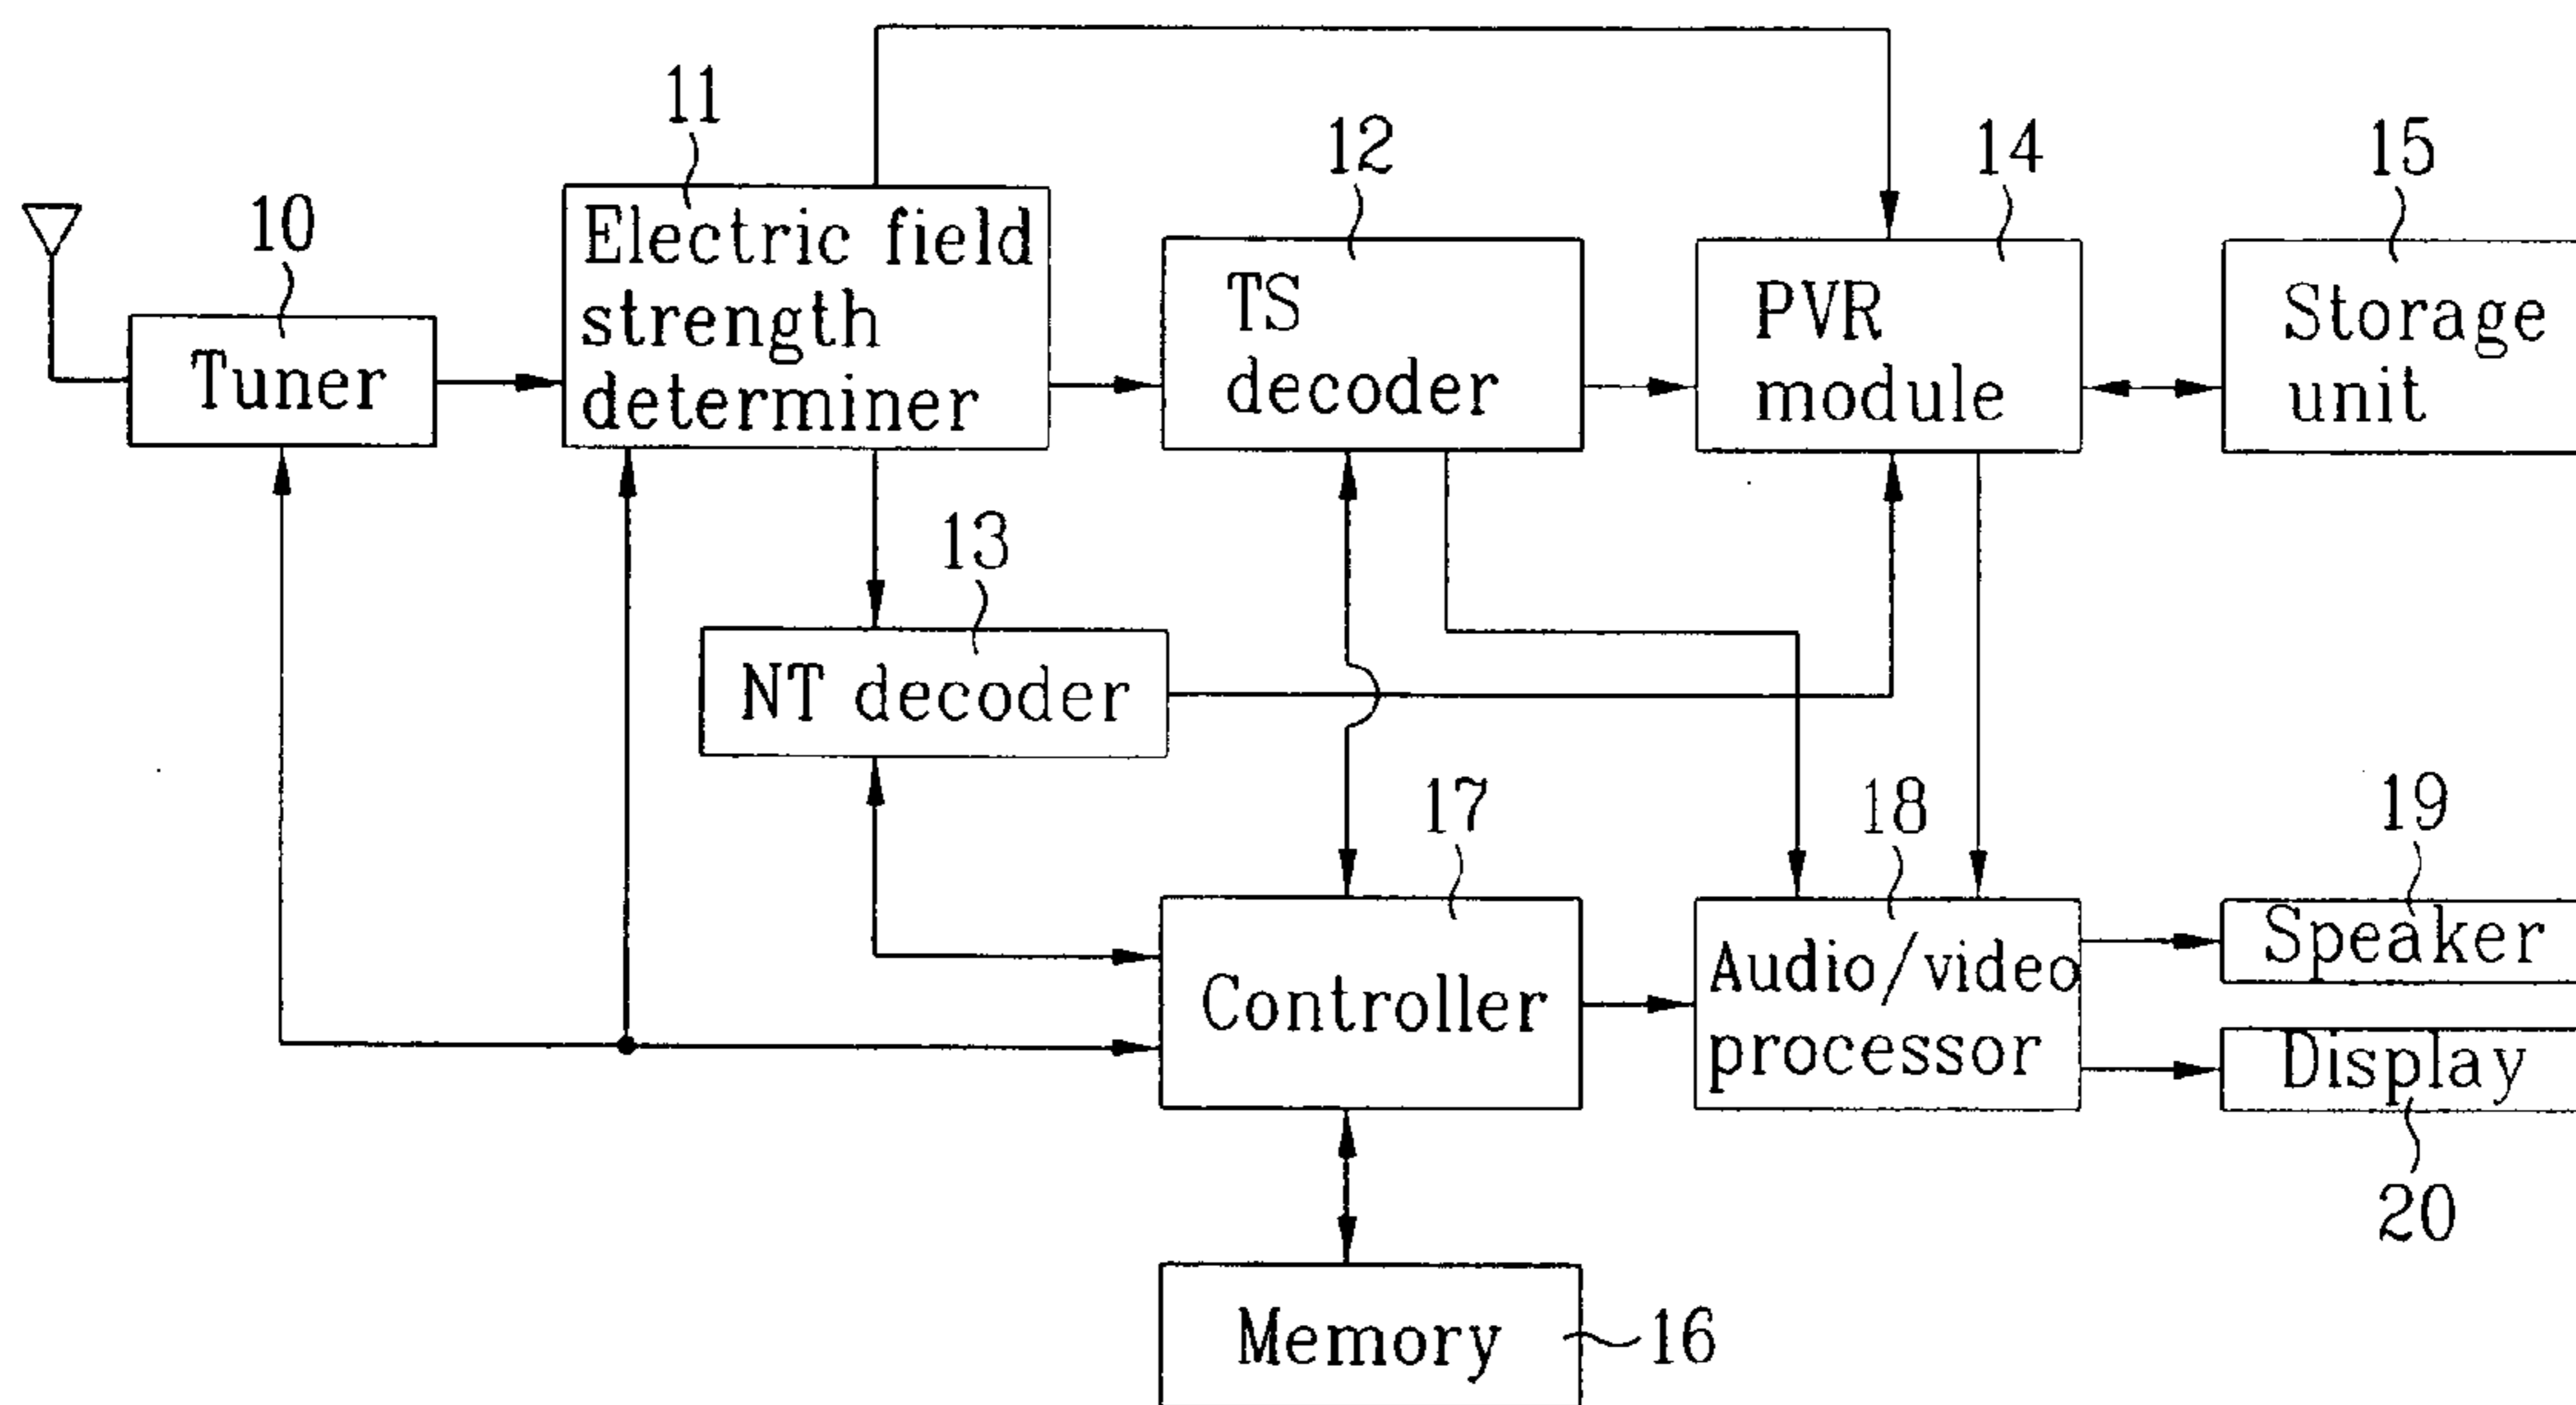 11
12
14
15
10
Electric field
strength
determiner
TS
decoder
PVR
module
Storage
unit
Tuner
13
NT decoder
17
18
19
Controller
Audio/video
processor
Speaker
Display
20
Memory
16